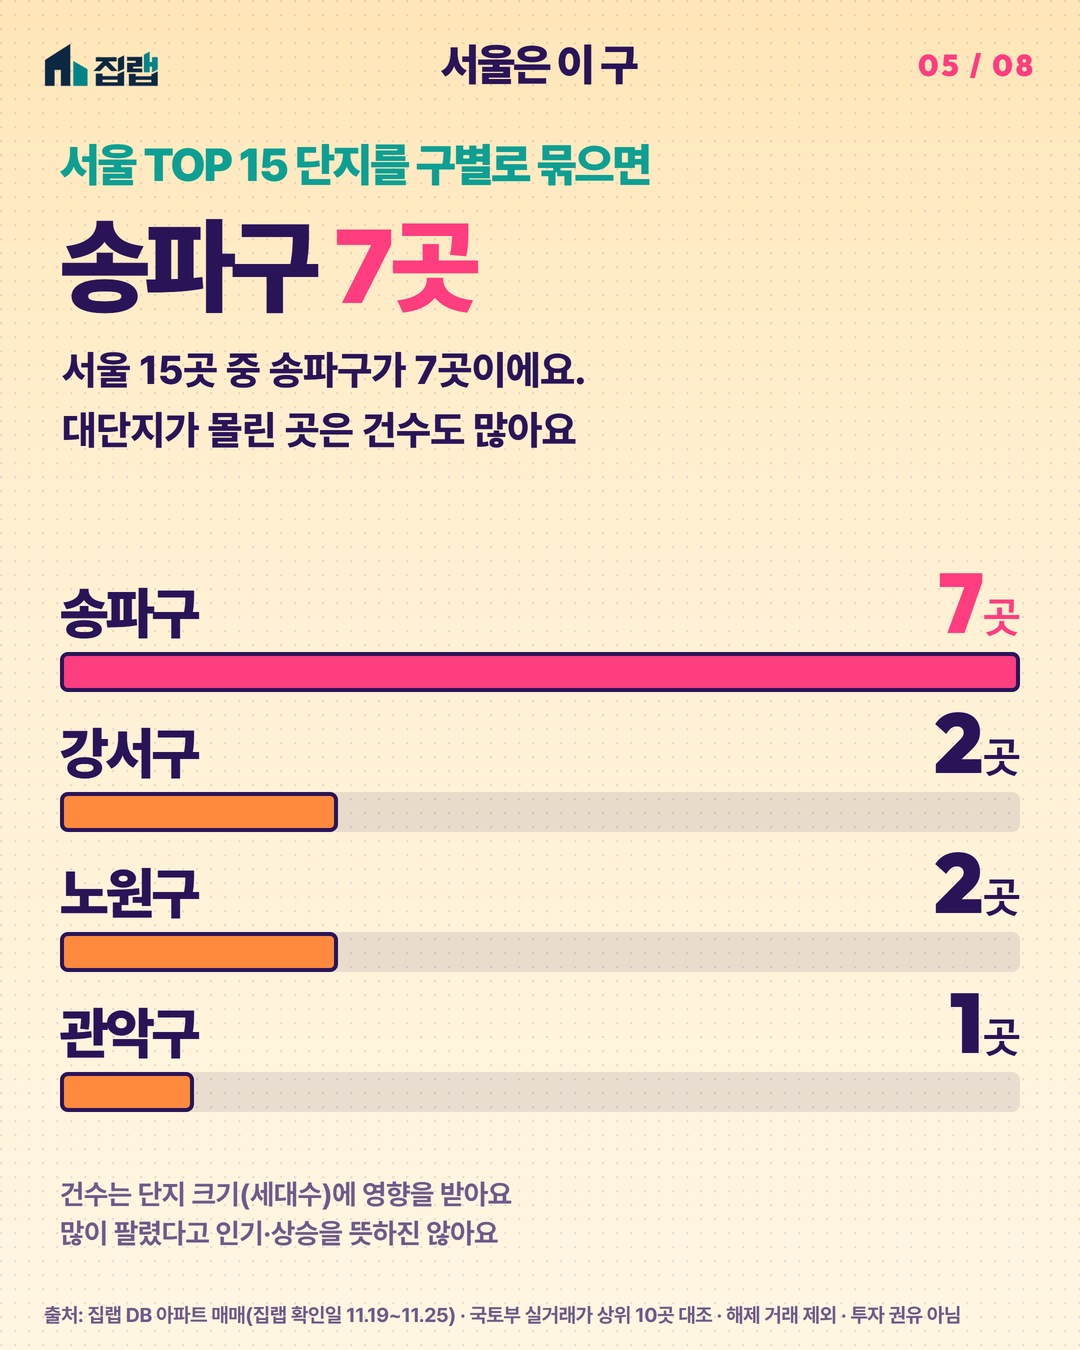 집랩
서울은 이 구
05 / 08
서울 TOP 15 단지를 구별로 묶으면
송파구 7곳
서울 15곳 중 송파구가 7곳이에요.
대단지가 몰린 곳은 건수도 많아요
송파구 7곳
강서구 2곳
노원구 2곳
관악구 1곳
건수는 단지 크기(세대수)에 영향을 받아요
많이 팔렸다고 인기·상승을 뜻하진 않아요
출처: 집랩 DB 아파트 매매(집랩 확인일 11.19~11.25) · 국토부 실거래가 상위 10곳 대조 · 해제 거래 제외 · 투자 권유 아님